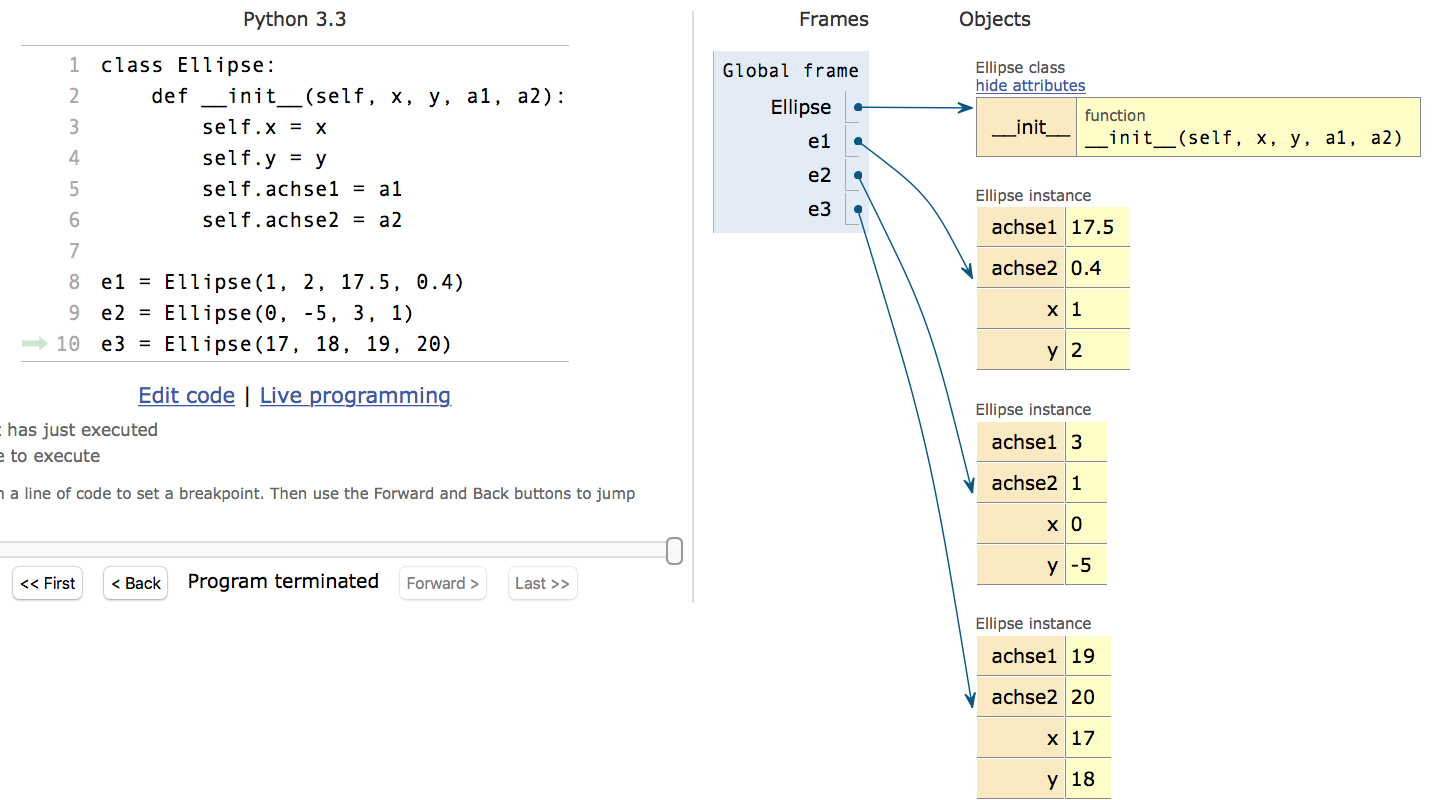 Python 3.3
1 class Ellipse:
2     def __init__(self, x, y, a1, a2):
3         self.x = x
4         self.y = y
5         self.achse1 = a1
6         self.achse2 = a2
7
8 e1 = Ellipse(1, 2, 17.5, 0.4)
9 e2 = Ellipse(0, -5, 3, 1)
10 e3 = Ellipse(17, 18, 19, 20)
Edit code | Live programming
has just executed
e to execute
a line of code to set a breakpoint. Then use the Forward and Back buttons to jump
<< First < Back Program terminated Forward > Last >>
Frames Objects
Global frame
Ellipse
e1
e2
e3
Ellipse class
hide attributes
__init__ function
__init__(self, x, y, a1, a2)
Ellipse instance
achse1 17.5
achse2 0.4
x 1
y 2
Ellipse instance
achse1 3
achse2 1
x 0
y -5
Ellipse instance
achse1 19
achse2 20
x 17
y 18